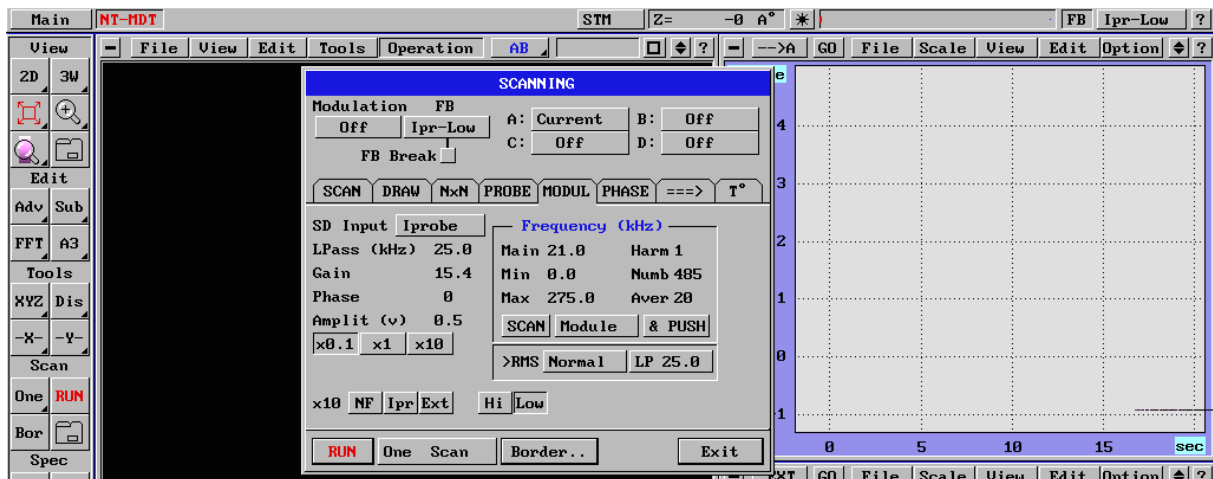 Main NT-MDT STM Z= -0 A° FB Ipr-Low ?
View File View Edit Tools Operation AB ? -->A GO File Scale View Edit Option ?
2D 3W
Edit
Adv Sub
FFT A3
Tools
XYZ Dis
-X- -Y-
Scan
One RUN
Bor
Spec
SCANNING
Modulation FB
Off Ipr-Low
FB Break
A: Current B: Off
C: Off D: Off
SCAN DRAW NxN PROBE MODUL PHASE ===> T°
SD Input Iprobe
LPass (kHz) 25.0
Gain 15.4
Phase 0
Amplit (v) 0.5
x0.1 x1 x10
Frequency (kHz)
Main 21.0 Harm 1
Min 0.0 Numb 485
Max 275.0 Aver 20
SCAN Module & PUSH
>RMS Normal LP 25.0
x10 NF Ipr Ext Hi Low
RUN One Scan Border.. Exit
e
4
3
2
1
0
-1
0 5 10 15 sec
GO File Scale View Edit Option ?